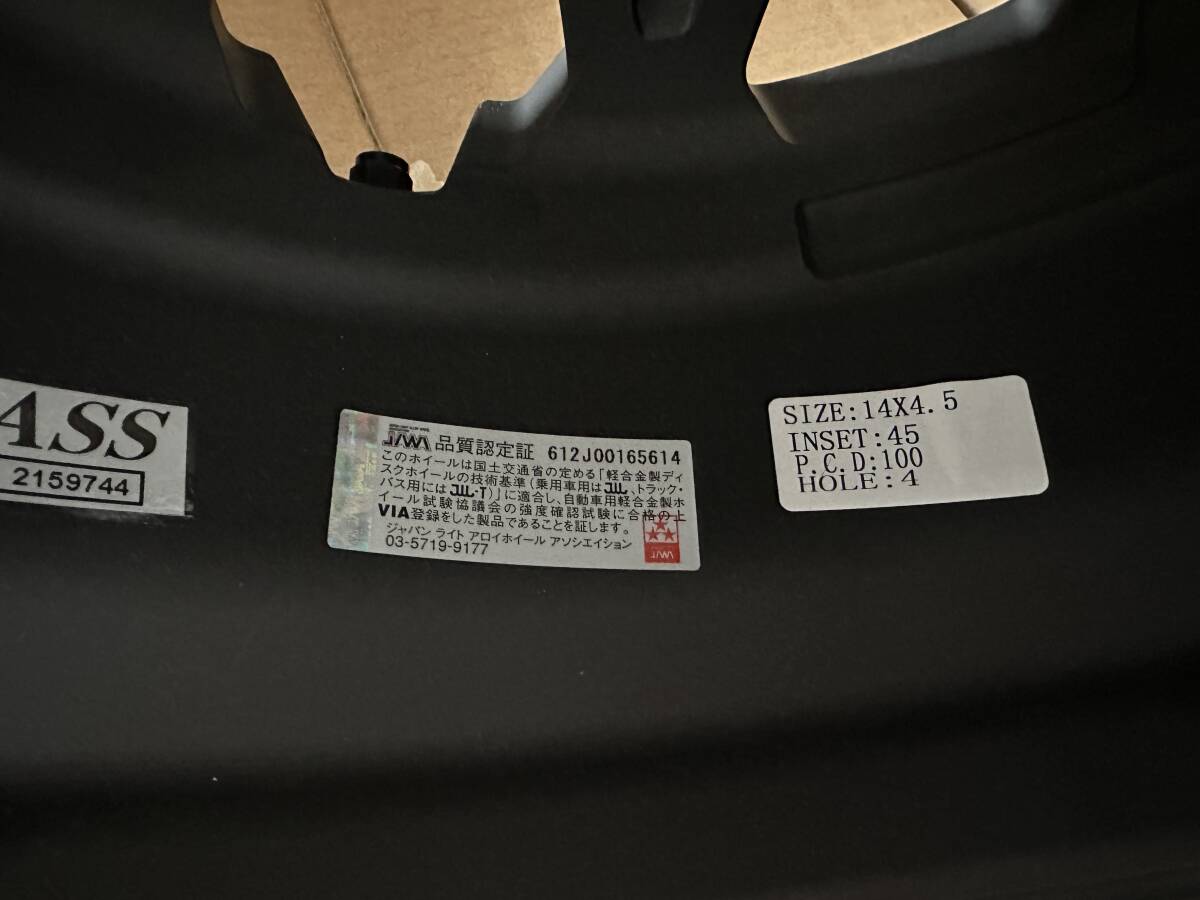 ASS
2159744
JAWA 品質認定証 612J00165614
このホイールは国土交通省の定める「軽合金製ディ
スクホイールの技術基準(乗用車用はJWL、トラック・
バス用にはJWL-T)」に適合し、自動車用軽合金製ホ
イール試験協議会の強度確認試験に合格の上
VIA登録をした製品であることを証します。
ジャパン ライト アロイホイール アソシエイション
03-5719-9177
JAWA
SIZE:14X4.5
INSET:45
P.C.D:100
HOLE:4